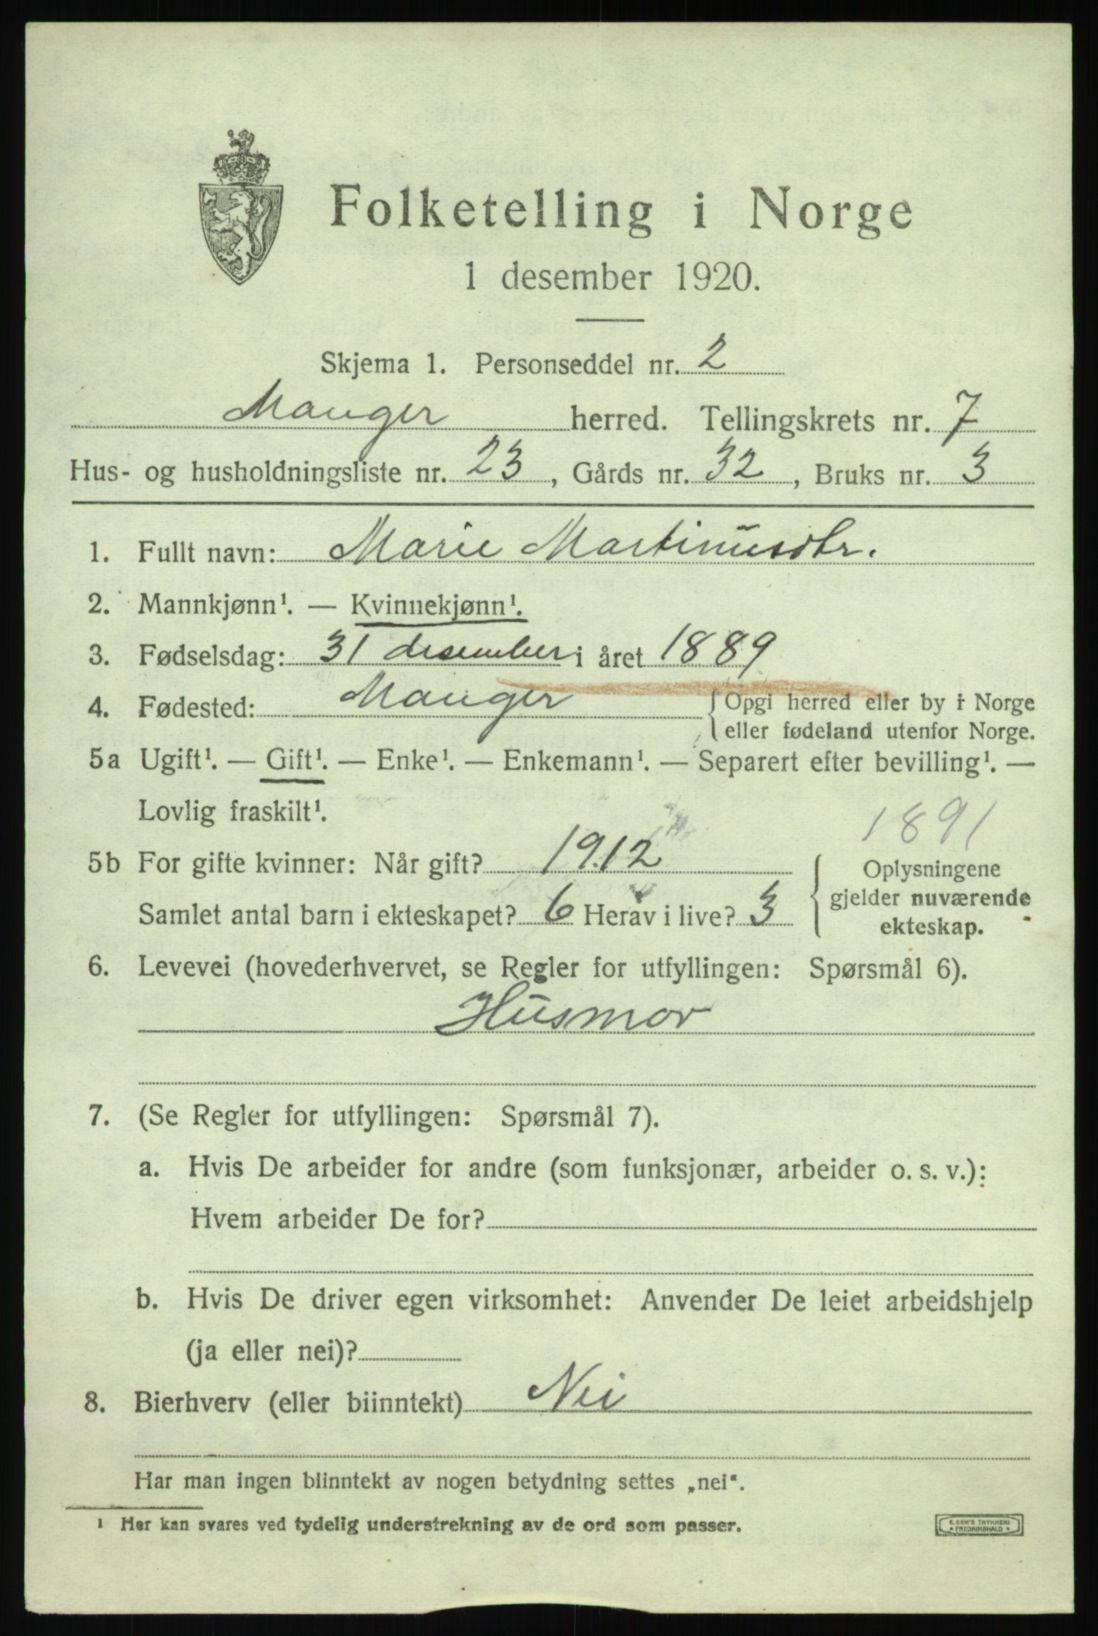 Folketelling i Norge
1 desember 1920.
Skjema 1. Personseddel nr. 2
Manger herred. Tellingskrets nr. 7
Hus- og husholdningsliste nr. 23, Gårds nr. 32, Bruks nr. 3
1. Fullt navn: Marie Martinusdtr.
2. Mannkjønn¹. — Kvinnekjønn¹.
3. Fødselsdag: 31 desember i året 1889
4. Fødested: Manger {Opgi herred eller by i Norge
eller fødeland utenfor Norge.
5a Ugift¹. — Gift¹. — Enke¹. — Enkemann¹. — Separert efter bevilling¹. —
Lovlig fraskilt¹.
1891
5b For gifte kvinner: Når gift? 1912
Samlet antal barn i ekteskapet? 6 Herav i live? 3
{Oplysningene
gjelder nuværende
ekteskap.
6. Levevei (hovederhvervet, se Regler for utfyllingen: Spørsmål 6).
Husmor
7. (Se Regler for utfyllingen: Spørsmål 7).
a. Hvis De arbeider for andre (som funksjonær, arbeider o. s. v.):
Hvem arbeider De for?
b. Hvis De driver egen virksomhet: Anvender De leiet arbeidshjelp
(ja eller nei)?
8. Bierhverv (eller biinntekt) Nei
Har man ingen biinntekt av nogen betydning settes „nei“.
¹ Her kan svares ved tydelig understrekning av de ord som passer.